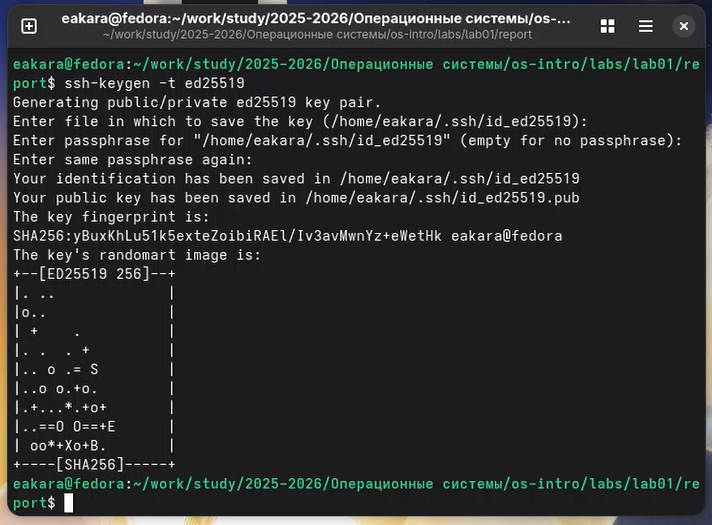 eakara@fedora:~/work/study/2025-2026/Операционные системы/os-...
~/work/study/2025-2026/Операционные системы/os-intro/labs/lab01/report
eakara@fedora:~/work/study/2025-2026/Операционные системы/os-intro/labs/lab01/re
port$ ssh-keygen -t ed25519
Generating public/private ed25519 key pair.
Enter file in which to save the key (/home/eakara/.ssh/id_ed25519):
Enter passphrase for "/home/eakara/.ssh/id_ed25519" (empty for no passphrase):
Enter same passphrase again:
Your identification has been saved in /home/eakara/.ssh/id_ed25519
Your public key has been saved in /home/eakara/.ssh/id_ed25519.pub
The key fingerprint is:
SHA256:yBuxKhLu51k5exteZoibiRAEl/Iv3avMwnYz+eWetHk eakara@fedora
The key's randomart image is:
+--[ED25519 256]--+
|. ..             |
|o..              |
| +    .          |
|. .  . +         |
|.. o .= S        |
|..o o.+o.        |
|.+...*.+o+       |
|..==O O==+E      |
| oo*+Xo+B.       |
+----[SHA256]-----+
eakara@fedora:~/work/study/2025-2026/Операционные системы/os-intro/labs/lab01/re
port$